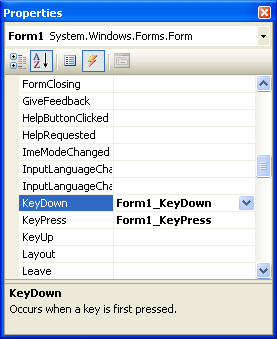 Properties
Form1 System.Windows.Forms.Form
FormClosing
GiveFeedback
HelpButtonClicked
HelpRequested
ImeModeChanged
InputLanguageCha
InputLanguageCha
KeyDown Form1_KeyDown
KeyPress Form1_KeyPress
KeyUp
Layout
Leave
KeyDown
Occurs when a key is first pressed.